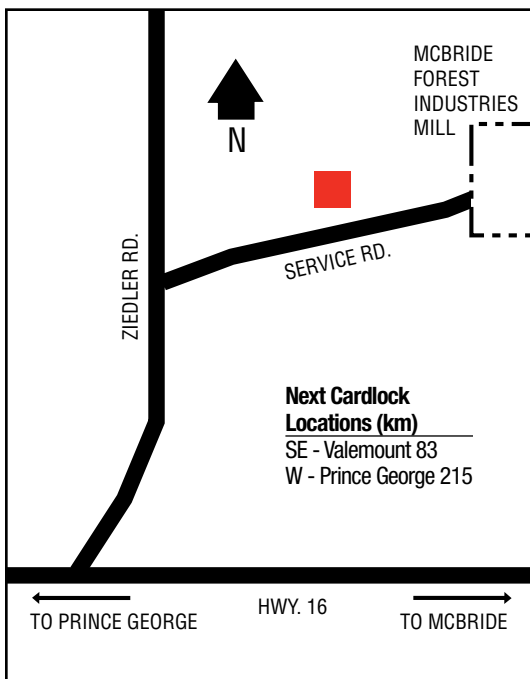 MCBRIDE
FOREST
INDUSTRIES
MILL
N
ZIEDLER RD.
SERVICE RD.
Next Cardlock
Locations (km)
SE - Valemount 83
W - Prince George 215
TO PRINCE GEORGE
HWY. 16
TO MCBRIDE